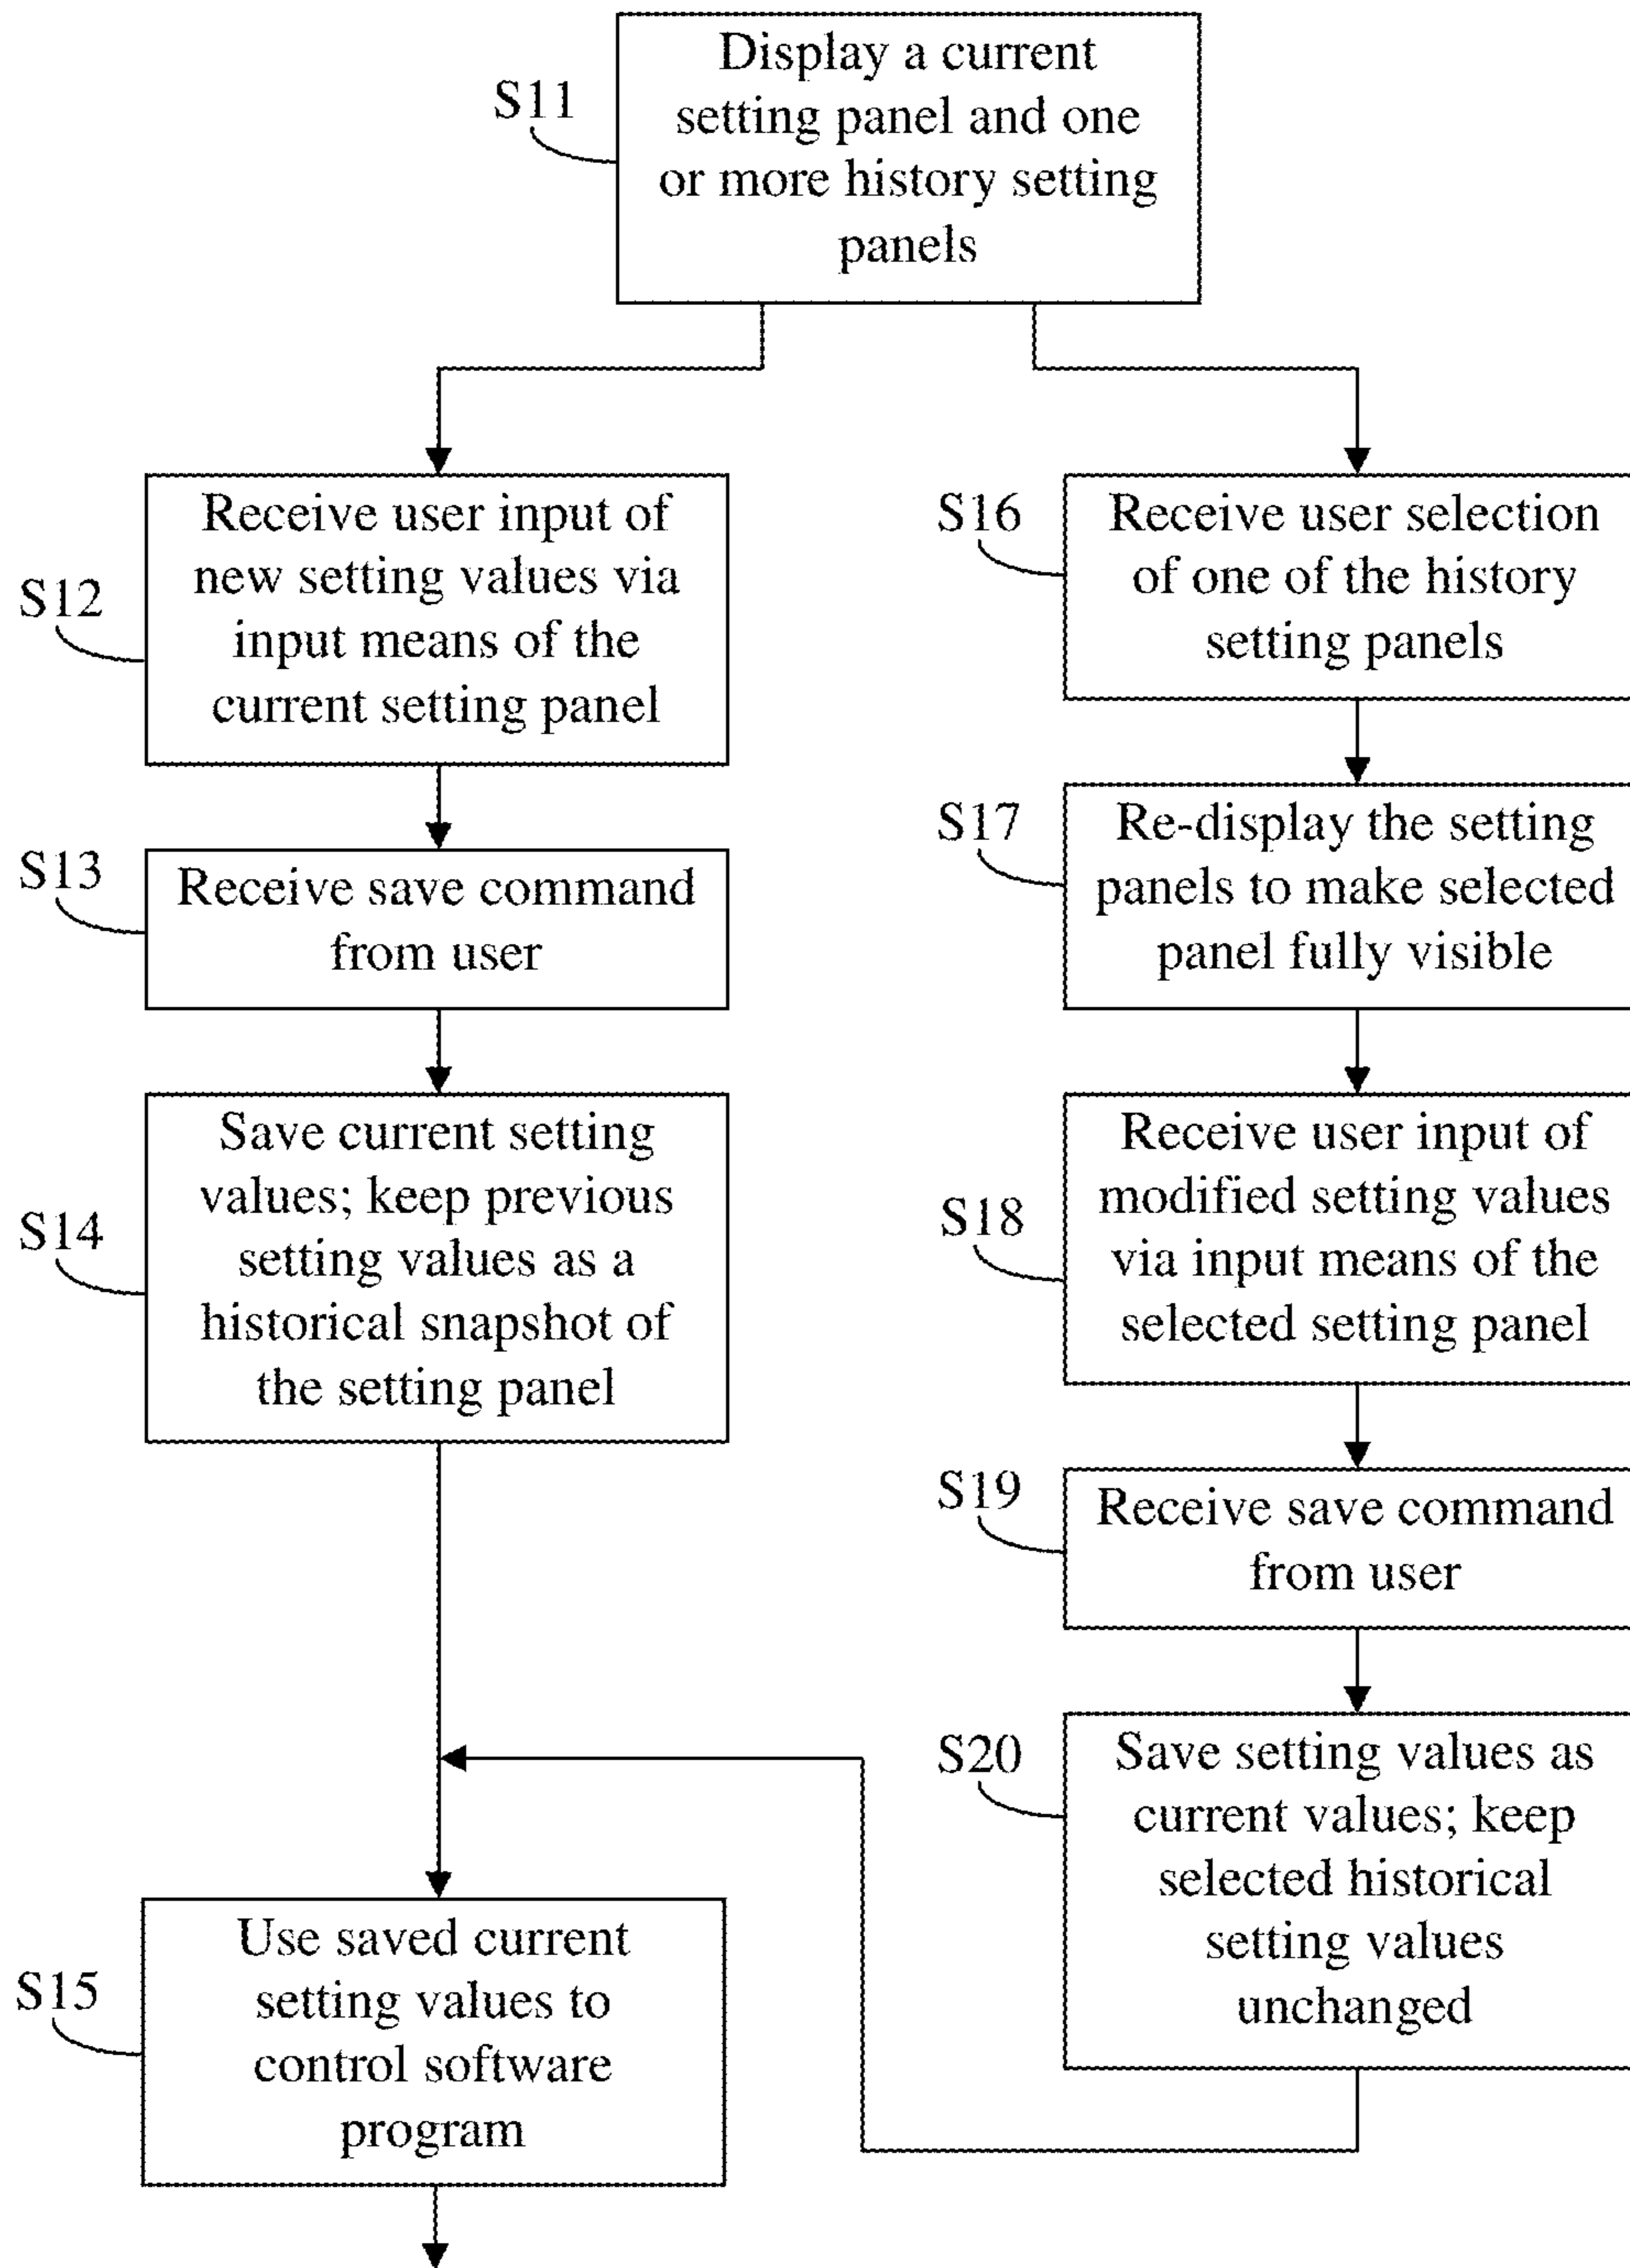 S11
Display a current
setting panel and one
or more history setting
panels
S12
Receive user input of
new setting values via
input means of the
current setting panel
S13
Receive save command
from user
S14
Save current setting
values; keep previous
setting values as a
historical snapshot of
the setting panel
S15
Use saved current
setting values to
control software
program
S16
Receive user selection
of one of the history
setting panels
S17
Re-display the setting
panels to make selected
panel fully visible
S18
Receive user input of
modified setting values
via input means of the
selected setting panel
S19
Receive save command
from user
S20
Save setting values as
current values; keep
selected historical
setting values
unchanged